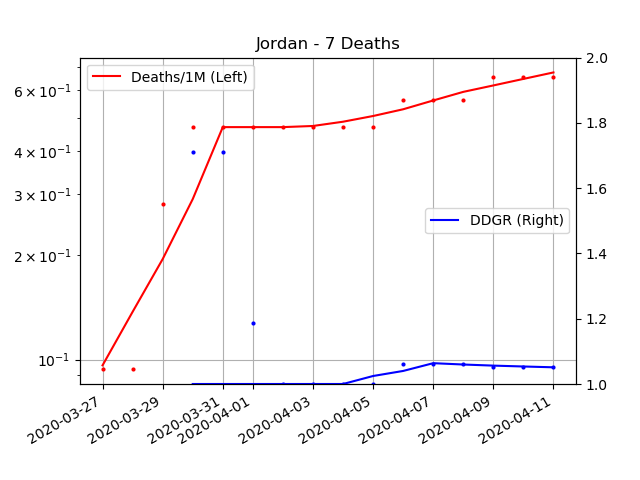 Jordan - 7 Deaths
Deaths/1M (Left)
DDGR (Right)
6 × 10⁻¹
4 × 10⁻¹
3 × 10⁻¹
2 × 10⁻¹
10⁻¹
2.0
1.8
1.6
1.4
1.2
1.0
2020-03-27
2020-03-29
2020-03-31
2020-04-01
2020-04-03
2020-04-05
2020-04-07
2020-04-09
2020-04-11